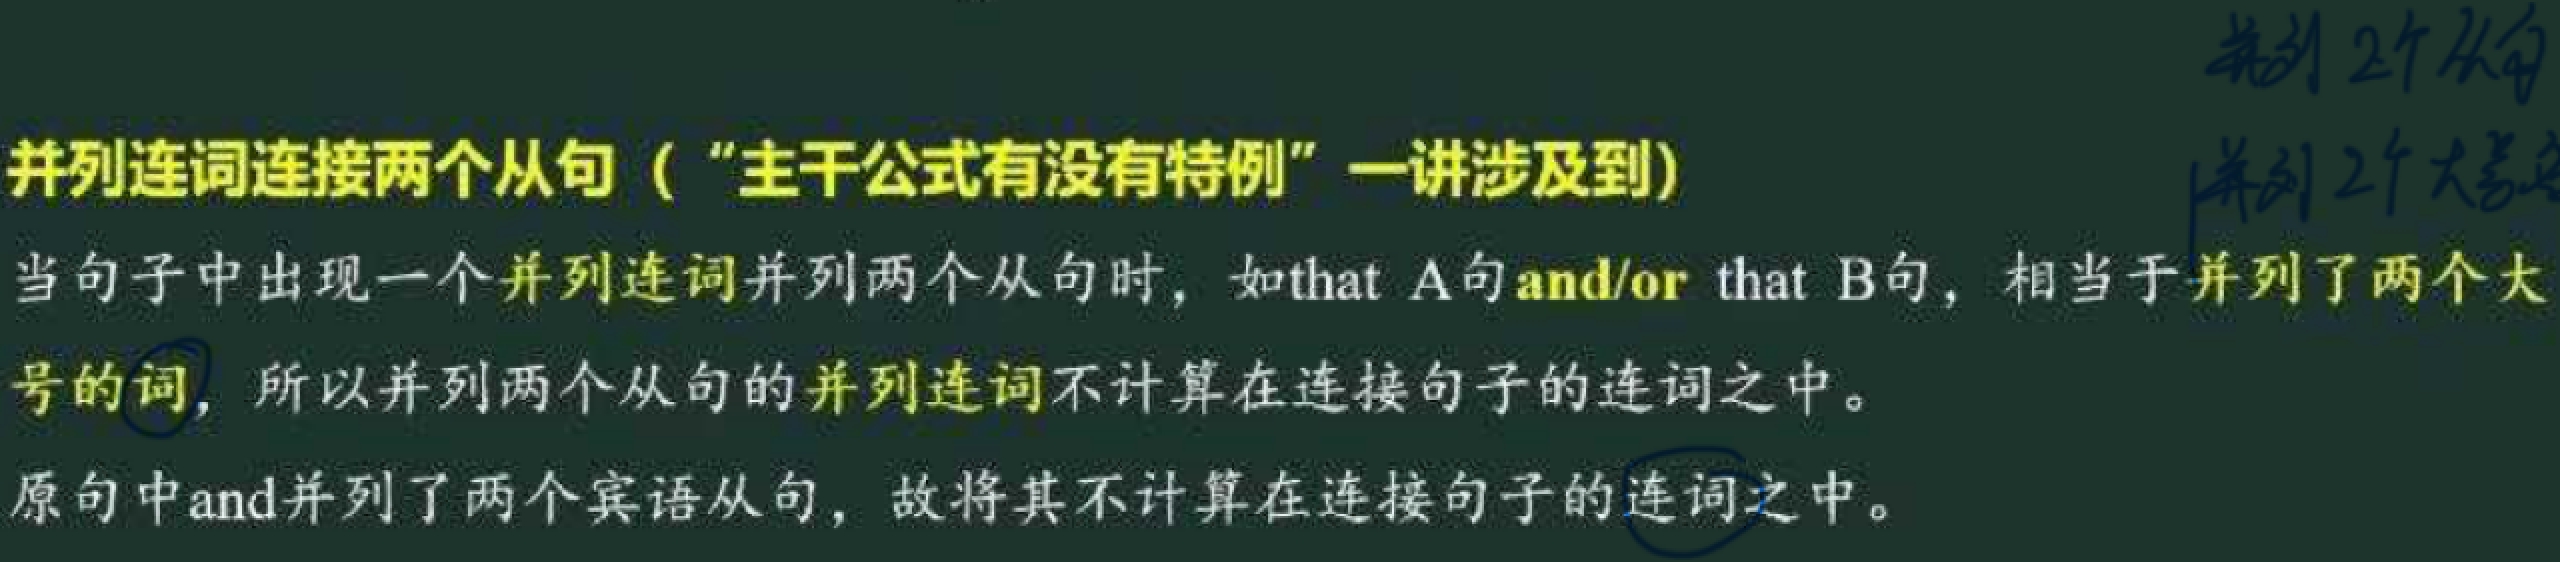 并列2个从句
并列2个大号的
并列连词连接两个从句（“主干公式有没有特例”一讲涉及到）
当句子中出现一个并列连词并列两个从句时，如that A句and/or that B句，相当于并列了两个大
号的词，所以并列两个从句的并列连词不计算在连接句子的连词之中。
原句中and并列了两个宾语从句，故将其不计算在连接句子的连词之中。